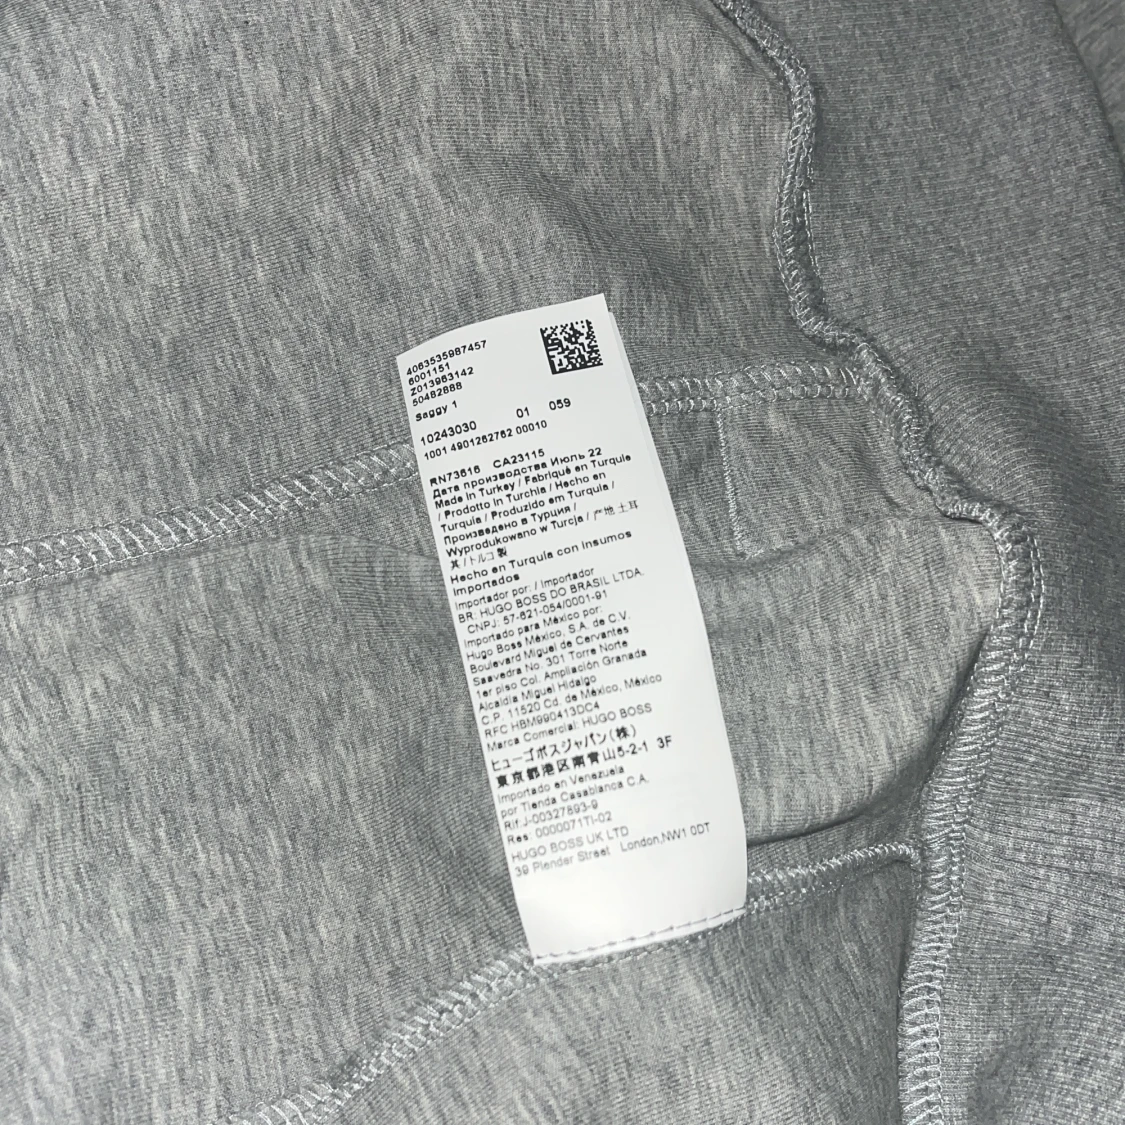 4063535987457
6001151
Z013963142
50482888
Saggy 1
10243030 01 059
1001 4901262762 00010
RN73616 CA23115
Дата производства Июль 22
Made in Turkey / Fabriqué en Turquie
/ Prodotto in Turchia / Hecho en
Turquía / Produzido em Turquia /
Произведено в Турции /
Wyprodukowano w Turcja / 产地 土耳
其 / トルコ製
Hecho en Turquía con insumos
importados
Importado por: / Importador
BR: HUGO BOSS DO BRASIL LTDA.
CNPJ: 57-621-054/0001-91
Importado para México por:
Hugo Boss México, S.A. de C.V.
Boulevard Miguel de Cervantes
Saavedra No. 301 Torre Norte
1er piso Col. Ampliación Granada
Alcaldía Miguel Hidalgo
C.P. 11520 Cd. de México, México
RFC HBM990413DC4
Marca Comercial: HUGO BOSS
ヒューゴボスジャパン(株)
東京都港区南青山5-2-1 3F
Importado en Venezuela
por Tienda Casablanca C.A.
Rif:J-00327893-9
Res: 0000071TI-02
HUGO BOSS UK LTD
39 Plender Street London,NW1 0DT